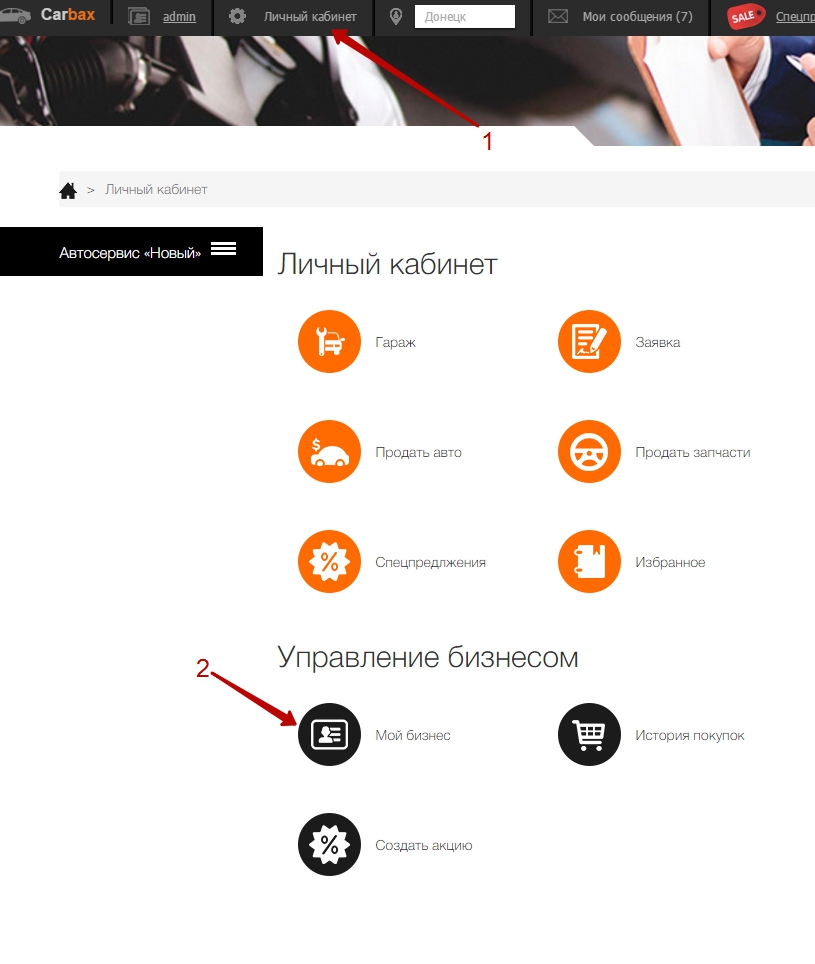 Carbax admin Личный кабинет Донецк Мои сообщения (7) SALE Спецпр
1
> Личный кабинет
Автосервис «Новый»
Личный кабинет
Гараж Заявка
$
Продать авто Продать запчасти
% Спецпредлжения Избранное
Управление бизнесом
2
Мой бизнес История покупок
% Создать акцию